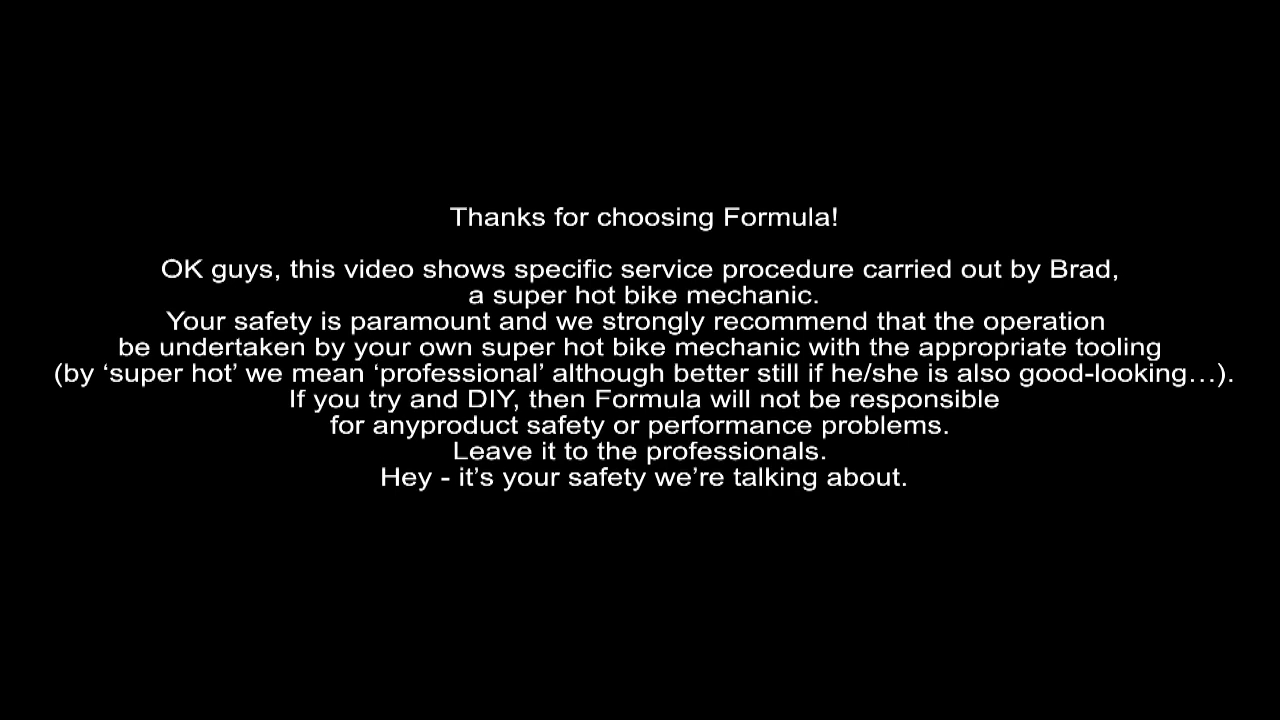 Thanks for choosing Formula!
OK guys, this video shows specific service procedure carried out by Brad,
a super hot bike mechanic.
Your safety is paramount and we strongly recommend that the operation
be undertaken by your own super hot bike mechanic with the appropriate tooling
(by ‘super hot’ we mean ‘professional’ although better still if he/she is also good-looking…).
If you try and DIY, then Formula will not be responsible
for anyproduct safety or performance problems.
Leave it to the professionals.
Hey - it’s your safety we’re talking about.